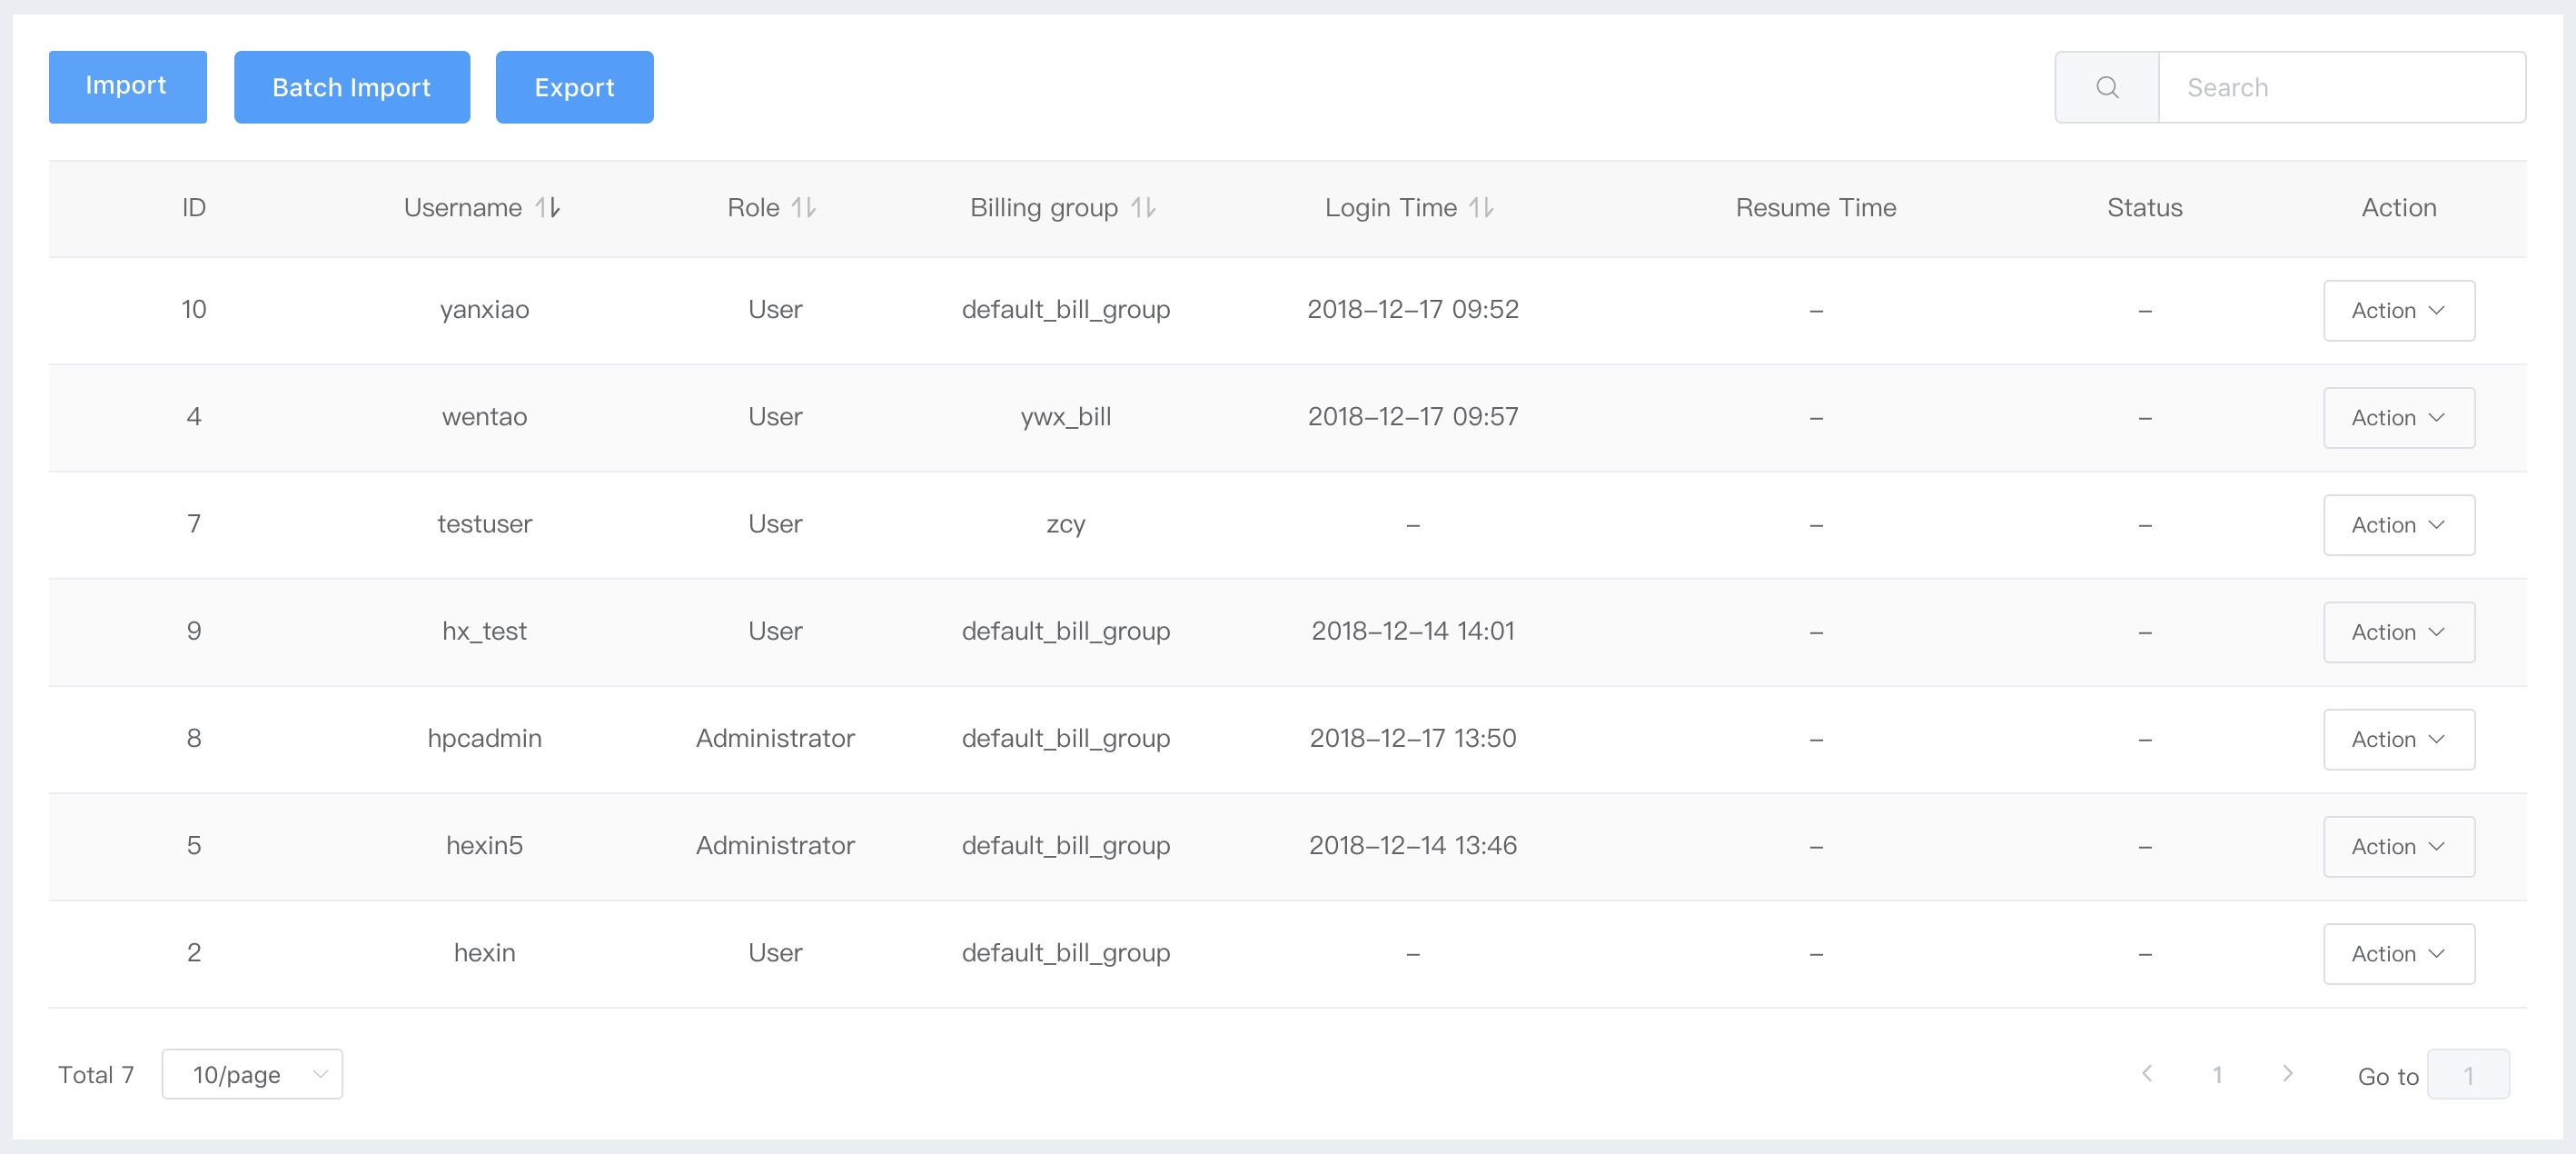 Import Batch Import Export Search
ID Username Role Billing group Login Time Resume Time Status Action
10 yanxiao User default_bill_group 2018-12-17 09:52 - - Action
4 wentao User ywx_bill 2018-12-17 09:57 - - Action
7 testuser User zcy - - - Action
9 hx_test User default_bill_group 2018-12-14 14:01 - - Action
8 hpcadmin Administrator default_bill_group 2018-12-17 13:50 - - Action
5 hexin5 Administrator default_bill_group 2018-12-14 13:46 - - Action
2 hexin User default_bill_group - - - Action
Total 7 10/page 1 Go to 1